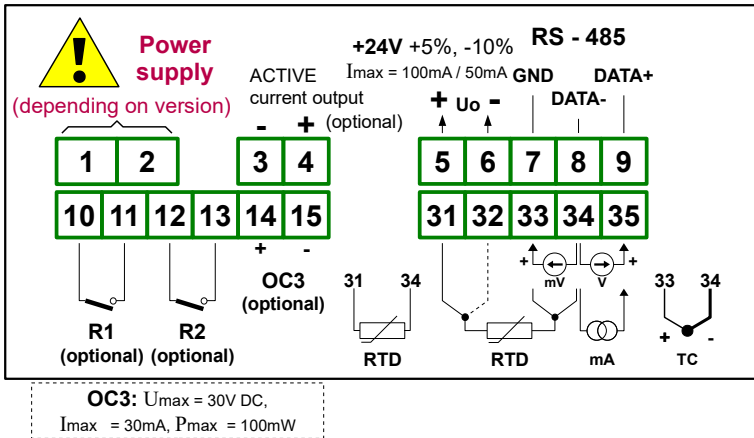 Power supply
(depending on version)
ACTIVE
current output
(optional)
- +
+24V +5%, -10%
Imax = 100mA / 50mA
+ Uo -
RS - 485
GND DATA+
DATA-
1 2 3 4 5 6 7 8 9
10 11 12 13 14 15 31 32 33 34 35
+ -
R1
(optional)
R2
(optional)
OC3
(optional)
31 34
RTD
RTD
+ mV V +
mA
33 34
+ -
TC
OC3: Umax = 30V DC,
Imax = 30mA, Pmax = 100mW